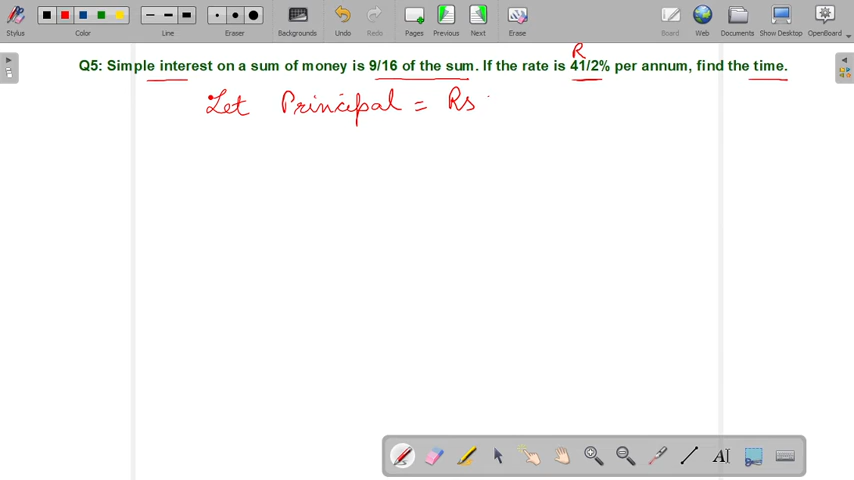 Stylus Color Line Eraser Backgrounds Undo Redo Pages Previous Next Erase Board Web Documents Show Desktop OpenBoard
R
Q5: Simple interest on a sum of money is 9/16 of the sum. If the rate is 41/2% per annum, find the time.
Let Principal = Rs